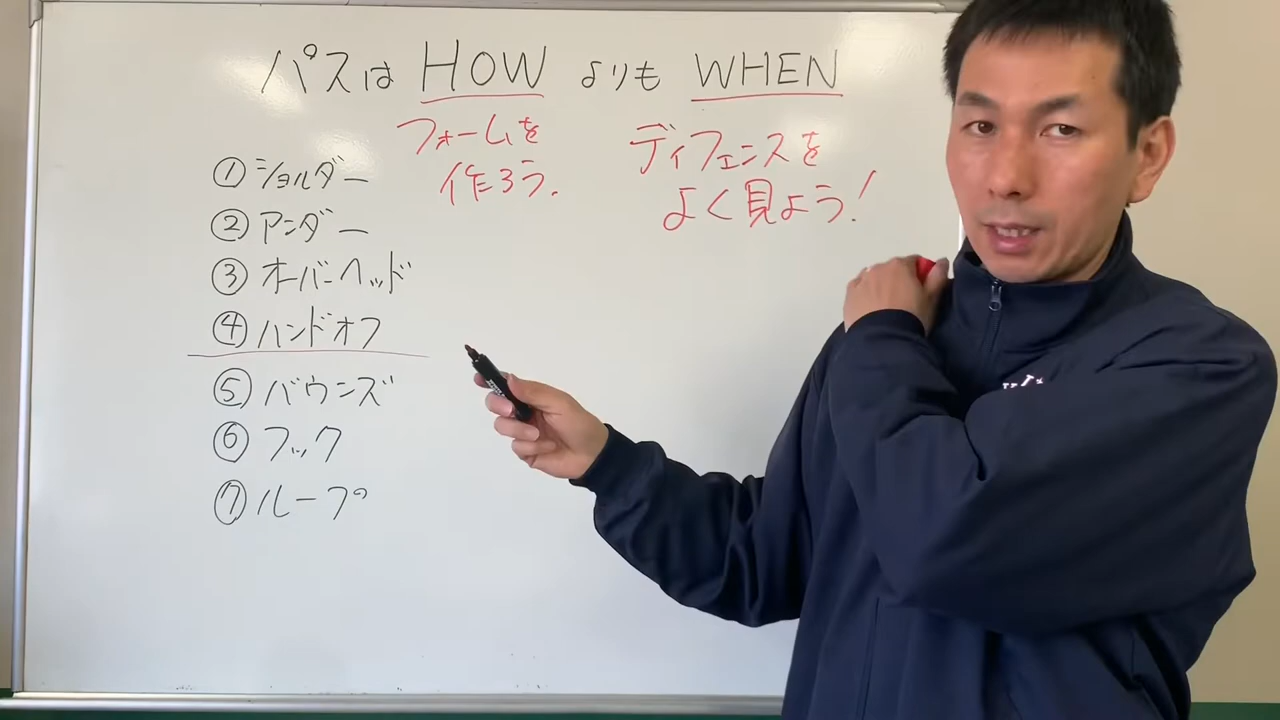 パスは HOW よりも WHEN
フォームを
作ろう.
ディフェンスを
よく見よう!
① ショルダー
② アンダー
③ オーバーヘッド
④ ハンドオフ
⑤ バウンズ
⑥ フック
⑦ ループ